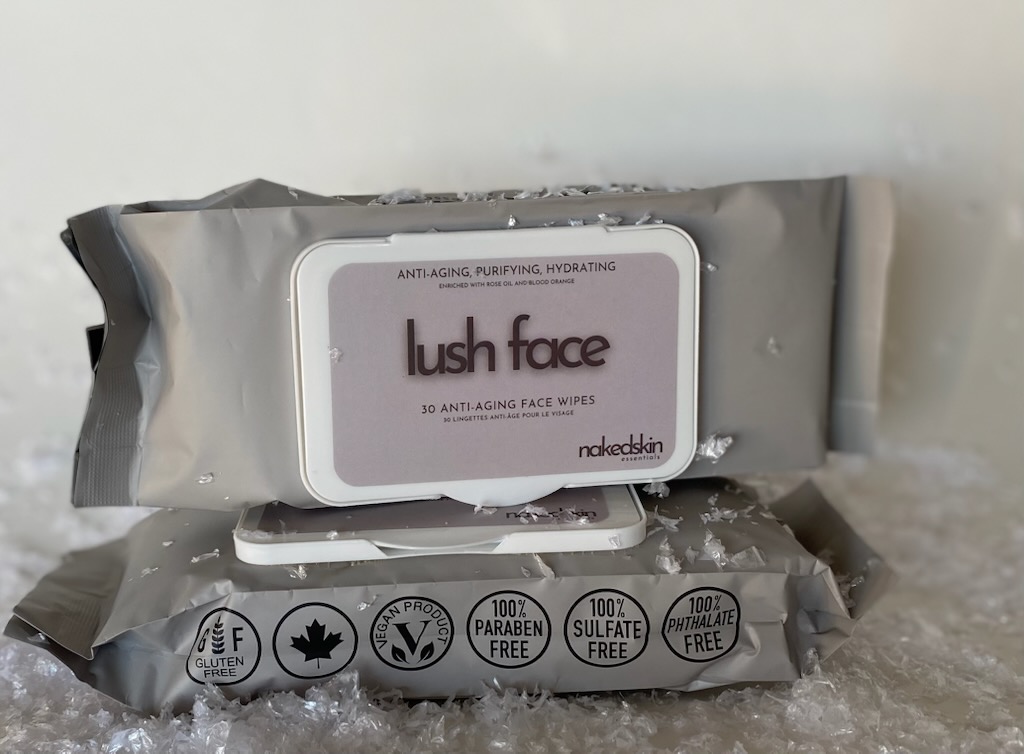 ANTI-AGING, PURIFYING, HYDRATING
ENRICHED WITH ROSE OIL AND BLOOD ORANGE
lush face
30 ANTI-AGING FACE WIPES
30 LINGETTES ANTI-ÂGE POUR LE VISAGE
nakedskin
essentials
nakedskin
G F
GLUTEN
FREE
VEGAN PRODUCT
V
100%
PARABEN
FREE
100%
SULFATE
FREE
100%
PHTHALATE
FREE